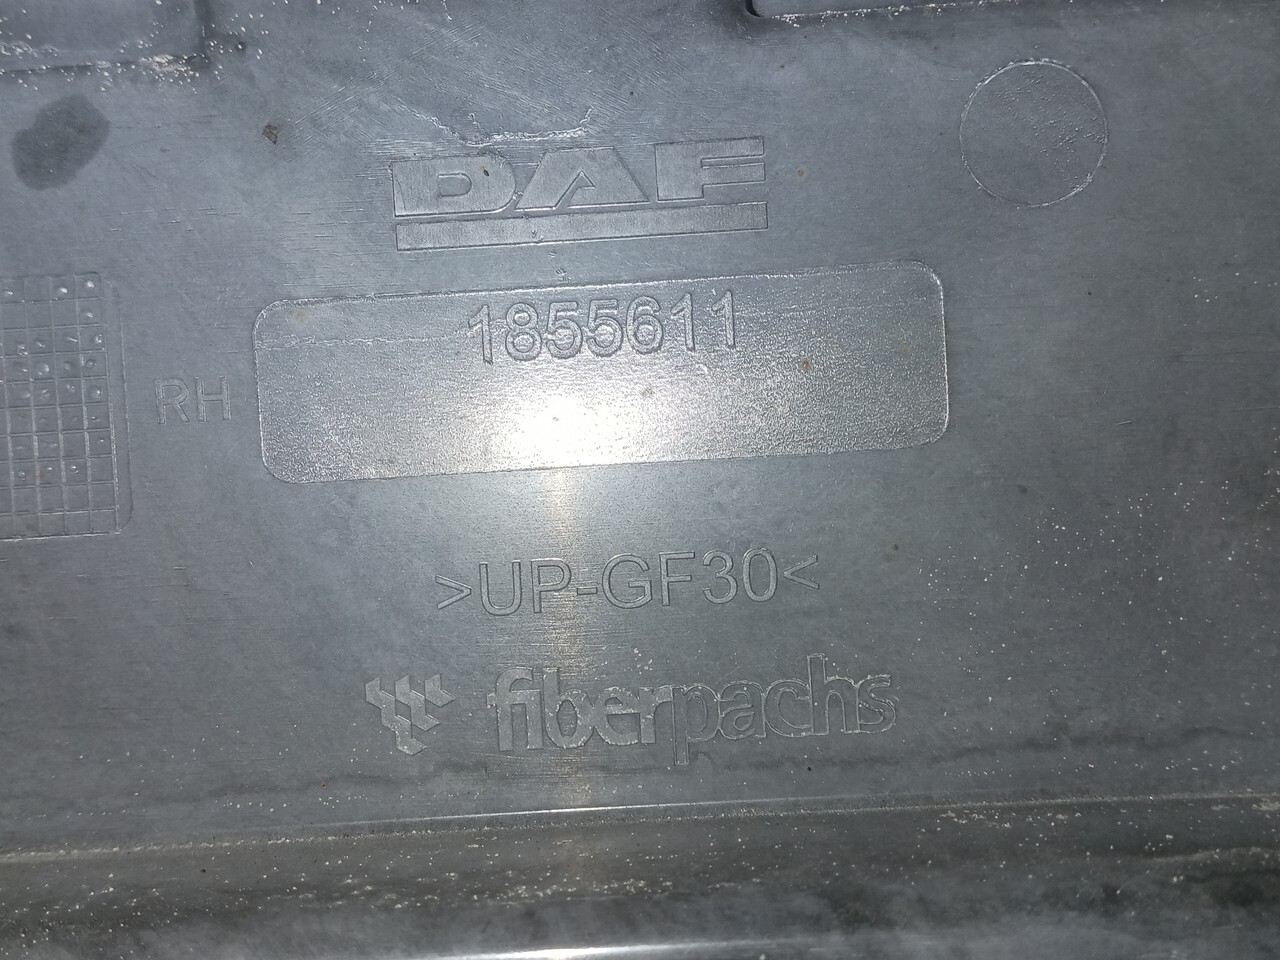 DAF
1855611
RH
>UP-GF30<
fiberpachs